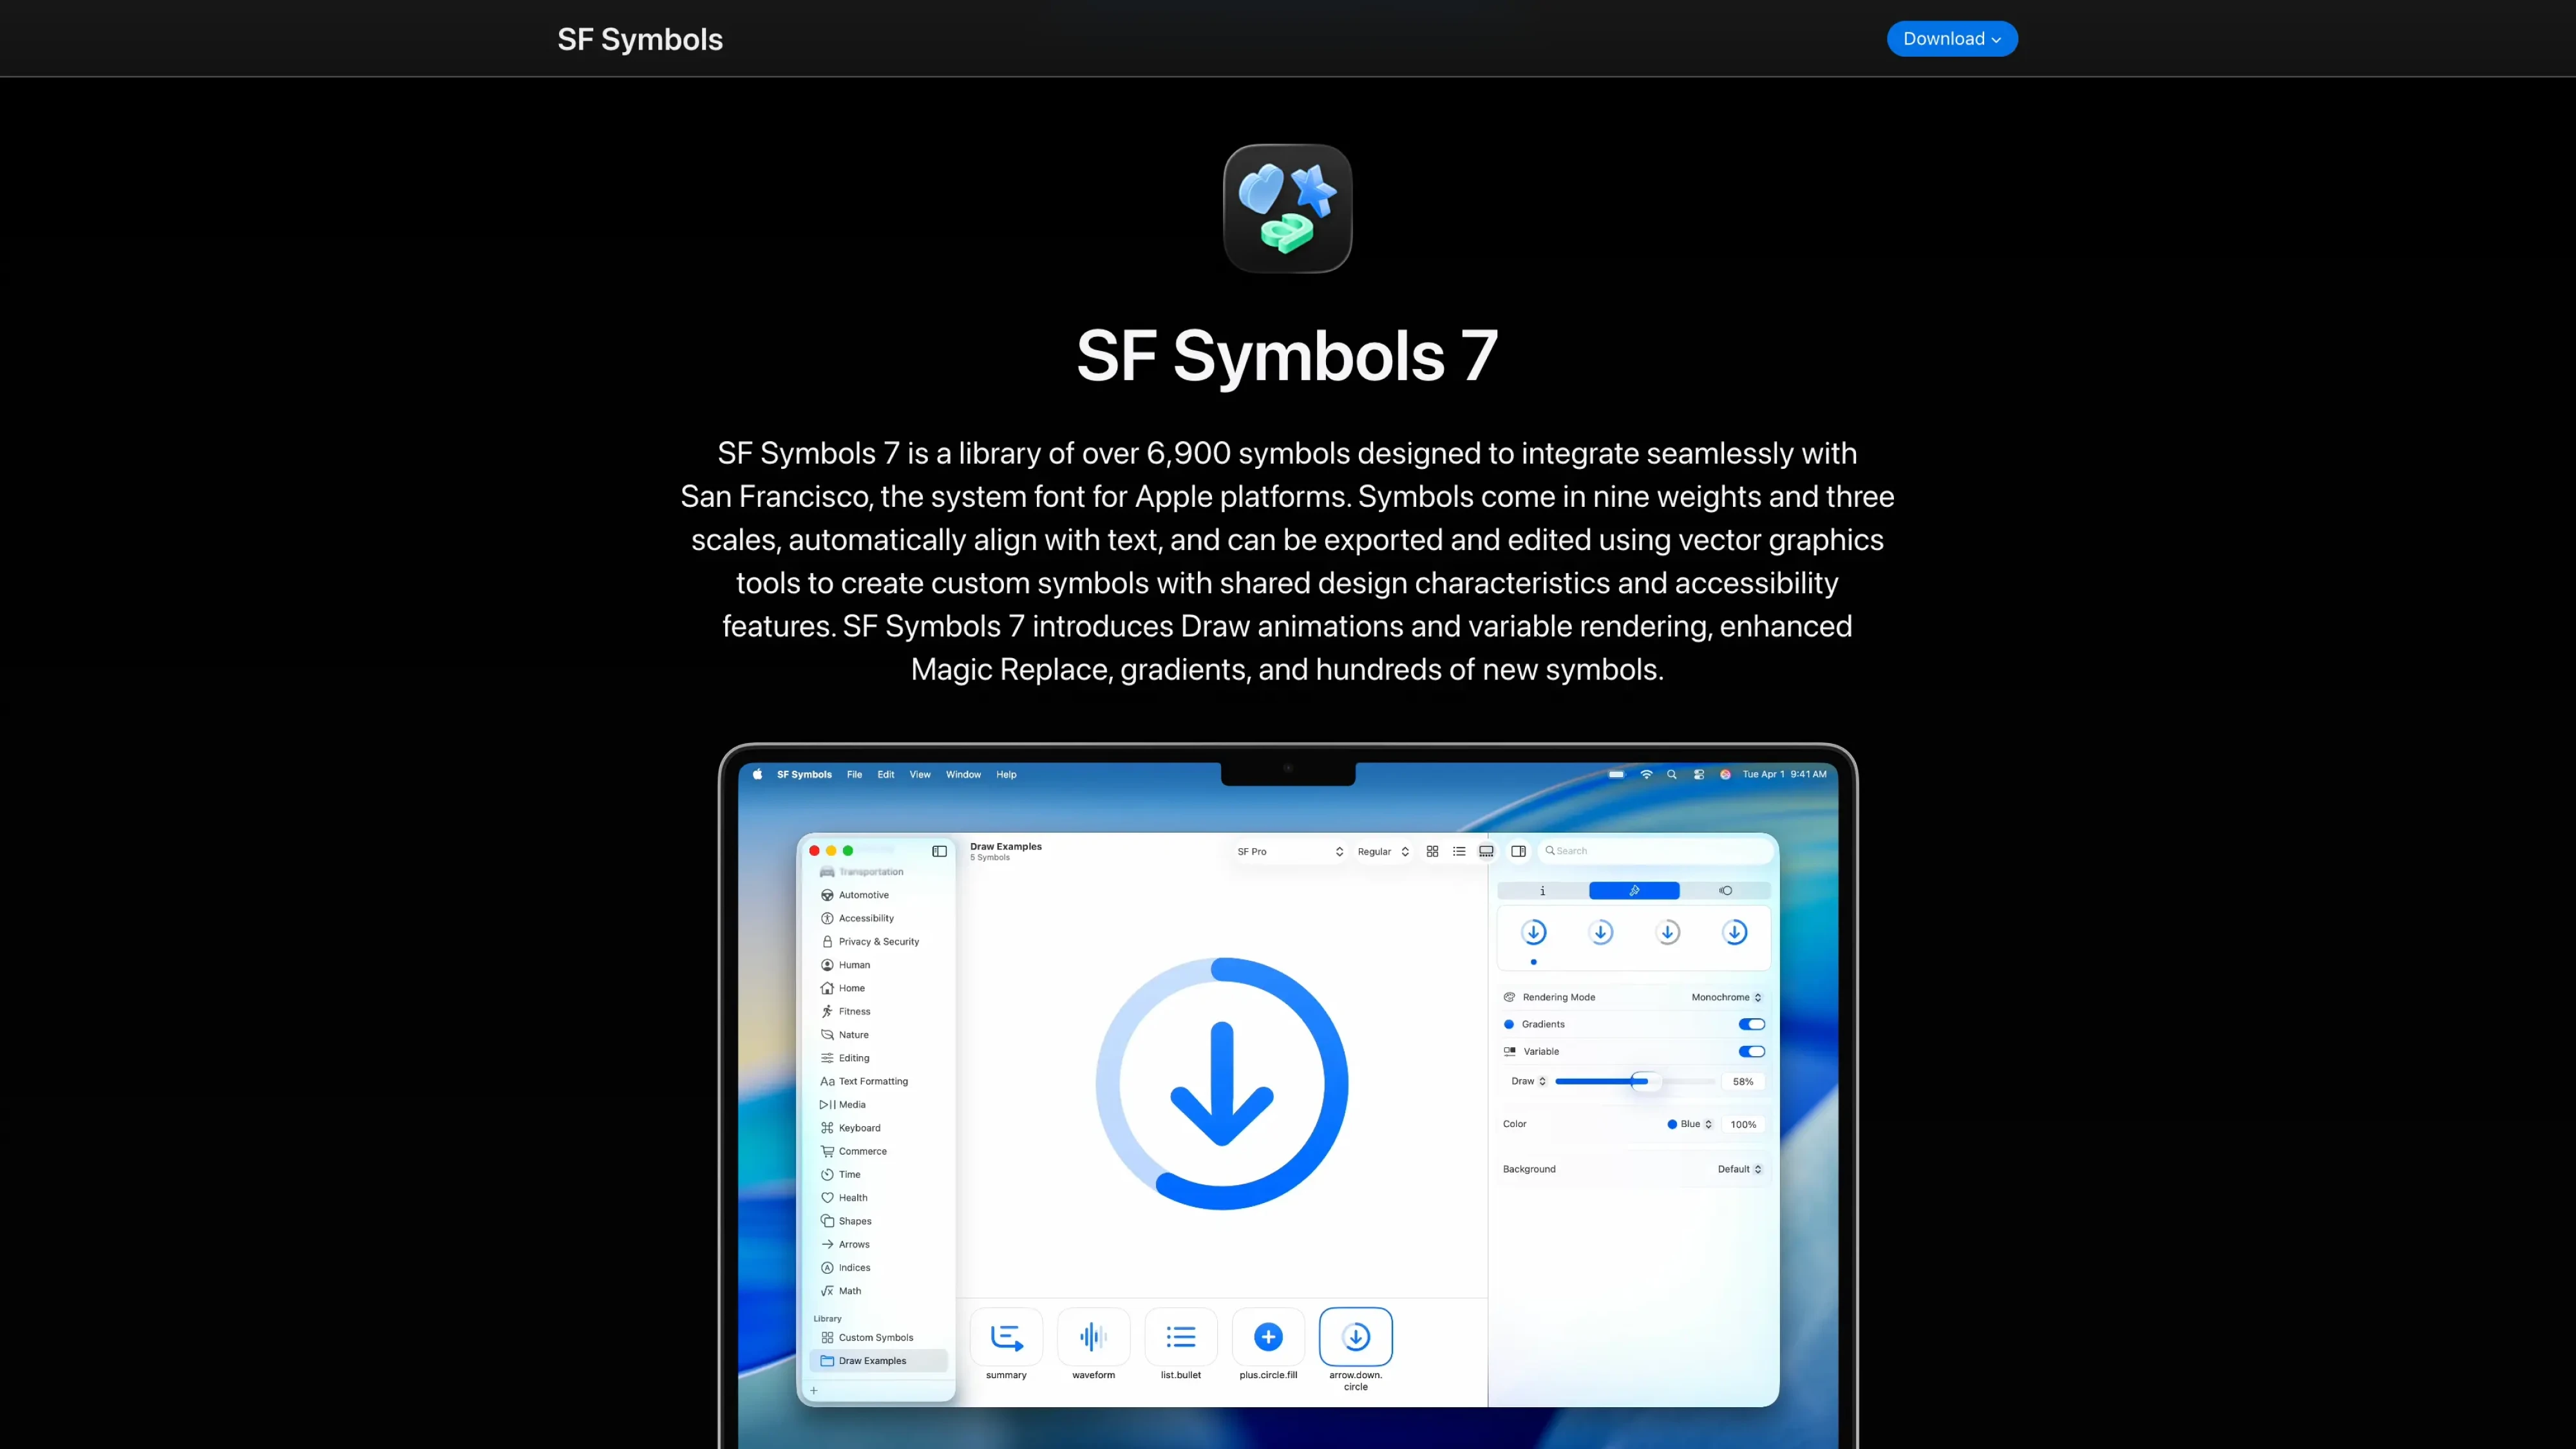 SF Symbols
Download
SF Symbols 7
SF Symbols 7 is a library of over 6,900 symbols designed to integrate seamlessly with
San Francisco, the system font for Apple platforms. Symbols come in nine weights and three
scales, automatically align with text, and can be exported and edited using vector graphics
tools to create custom symbols with shared design characteristics and accessibility
features. SF Symbols 7 introduces Draw animations and variable rendering, enhanced
Magic Replace, gradients, and hundreds of new symbols.
SF Symbols File Edit View Window Help
Tue Apr 1 9:41 AM
Transportation
Automotive
Accessibility
Privacy & Security
Human
Home
Fitness
Nature
Editing
Aa Text Formatting
Media
Keyboard
Commerce
Time
Health
Shapes
Arrows
Indices
Math
Library
Custom Symbols
Draw Examples
Draw Examples
5 Symbols
SF Pro
Regular
Search
summary
waveform
list.bullet
plus.circle.fill
arrow.down.
circle
Rendering Mode Monochrome
Gradients
Variable
Draw 58%
Color Blue 100%
Background Default